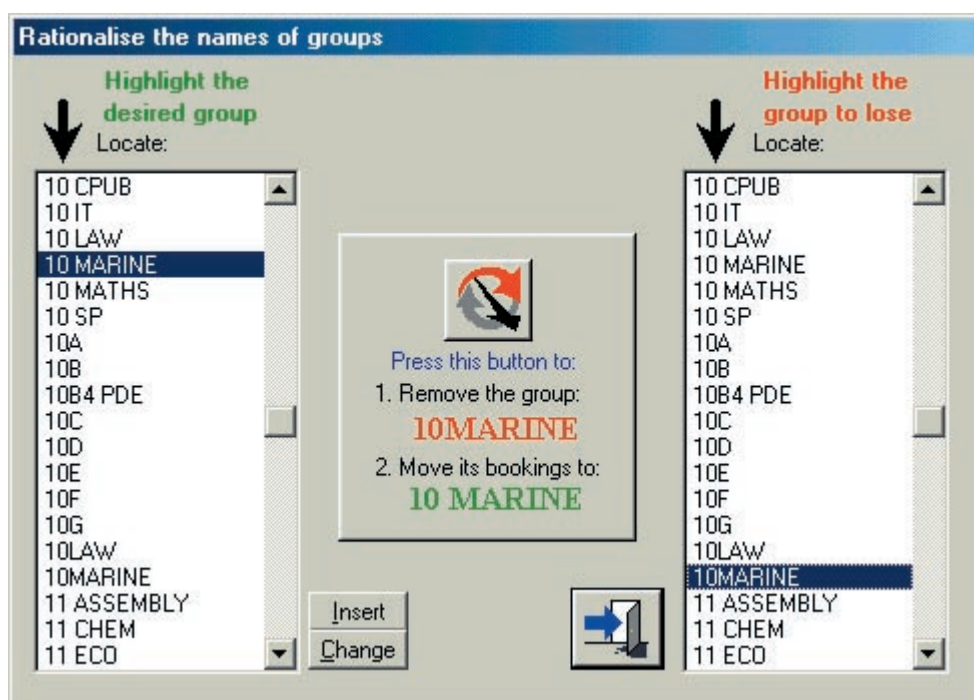 Rationalise the names of groups
Highlight the
desired group
Locate:
10 CPUB
10 IT
10 LAW
10 MARINE
10 MATHS
10 SP
10A
10B
10B4 PDE
10C
10D
10E
10F
10G
10LAW
10MARINE
11 ASSEMBLY
11 CHEM
11 ECO
Press this button to:
1. Remove the group:
10MARINE
2. Move its bookings to:
10 MARINE
Insert
Change
Highlight the
group to lose
Locate:
10 CPUB
10 IT
10 LAW
10 MARINE
10 MATHS
10 SP
10A
10B
10B4 PDE
10C
10D
10E
10F
10G
10LAW
10MARINE
11 ASSEMBLY
11 CHEM
11 ECO